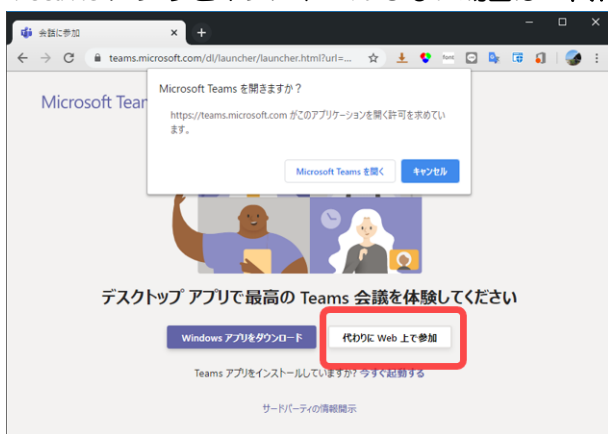 会議に参加
teams.microsoft.com/dl/launcher/launcher.html?url=...
Microsoft Teams を開きますか？
Microsoft Tear
https://teams.microsoft.com がこのアプリケーションを開く許可を求めてい
ます。
Microsoft Teams を開く キャンセル
デスクトップ アプリで最高の Teams 会議を体験してください
Windows アプリをダウンロード 代わりに Web 上で参加
Teams アプリをインストールしていますか? 今すぐ起動する
サードパーティの情報開示